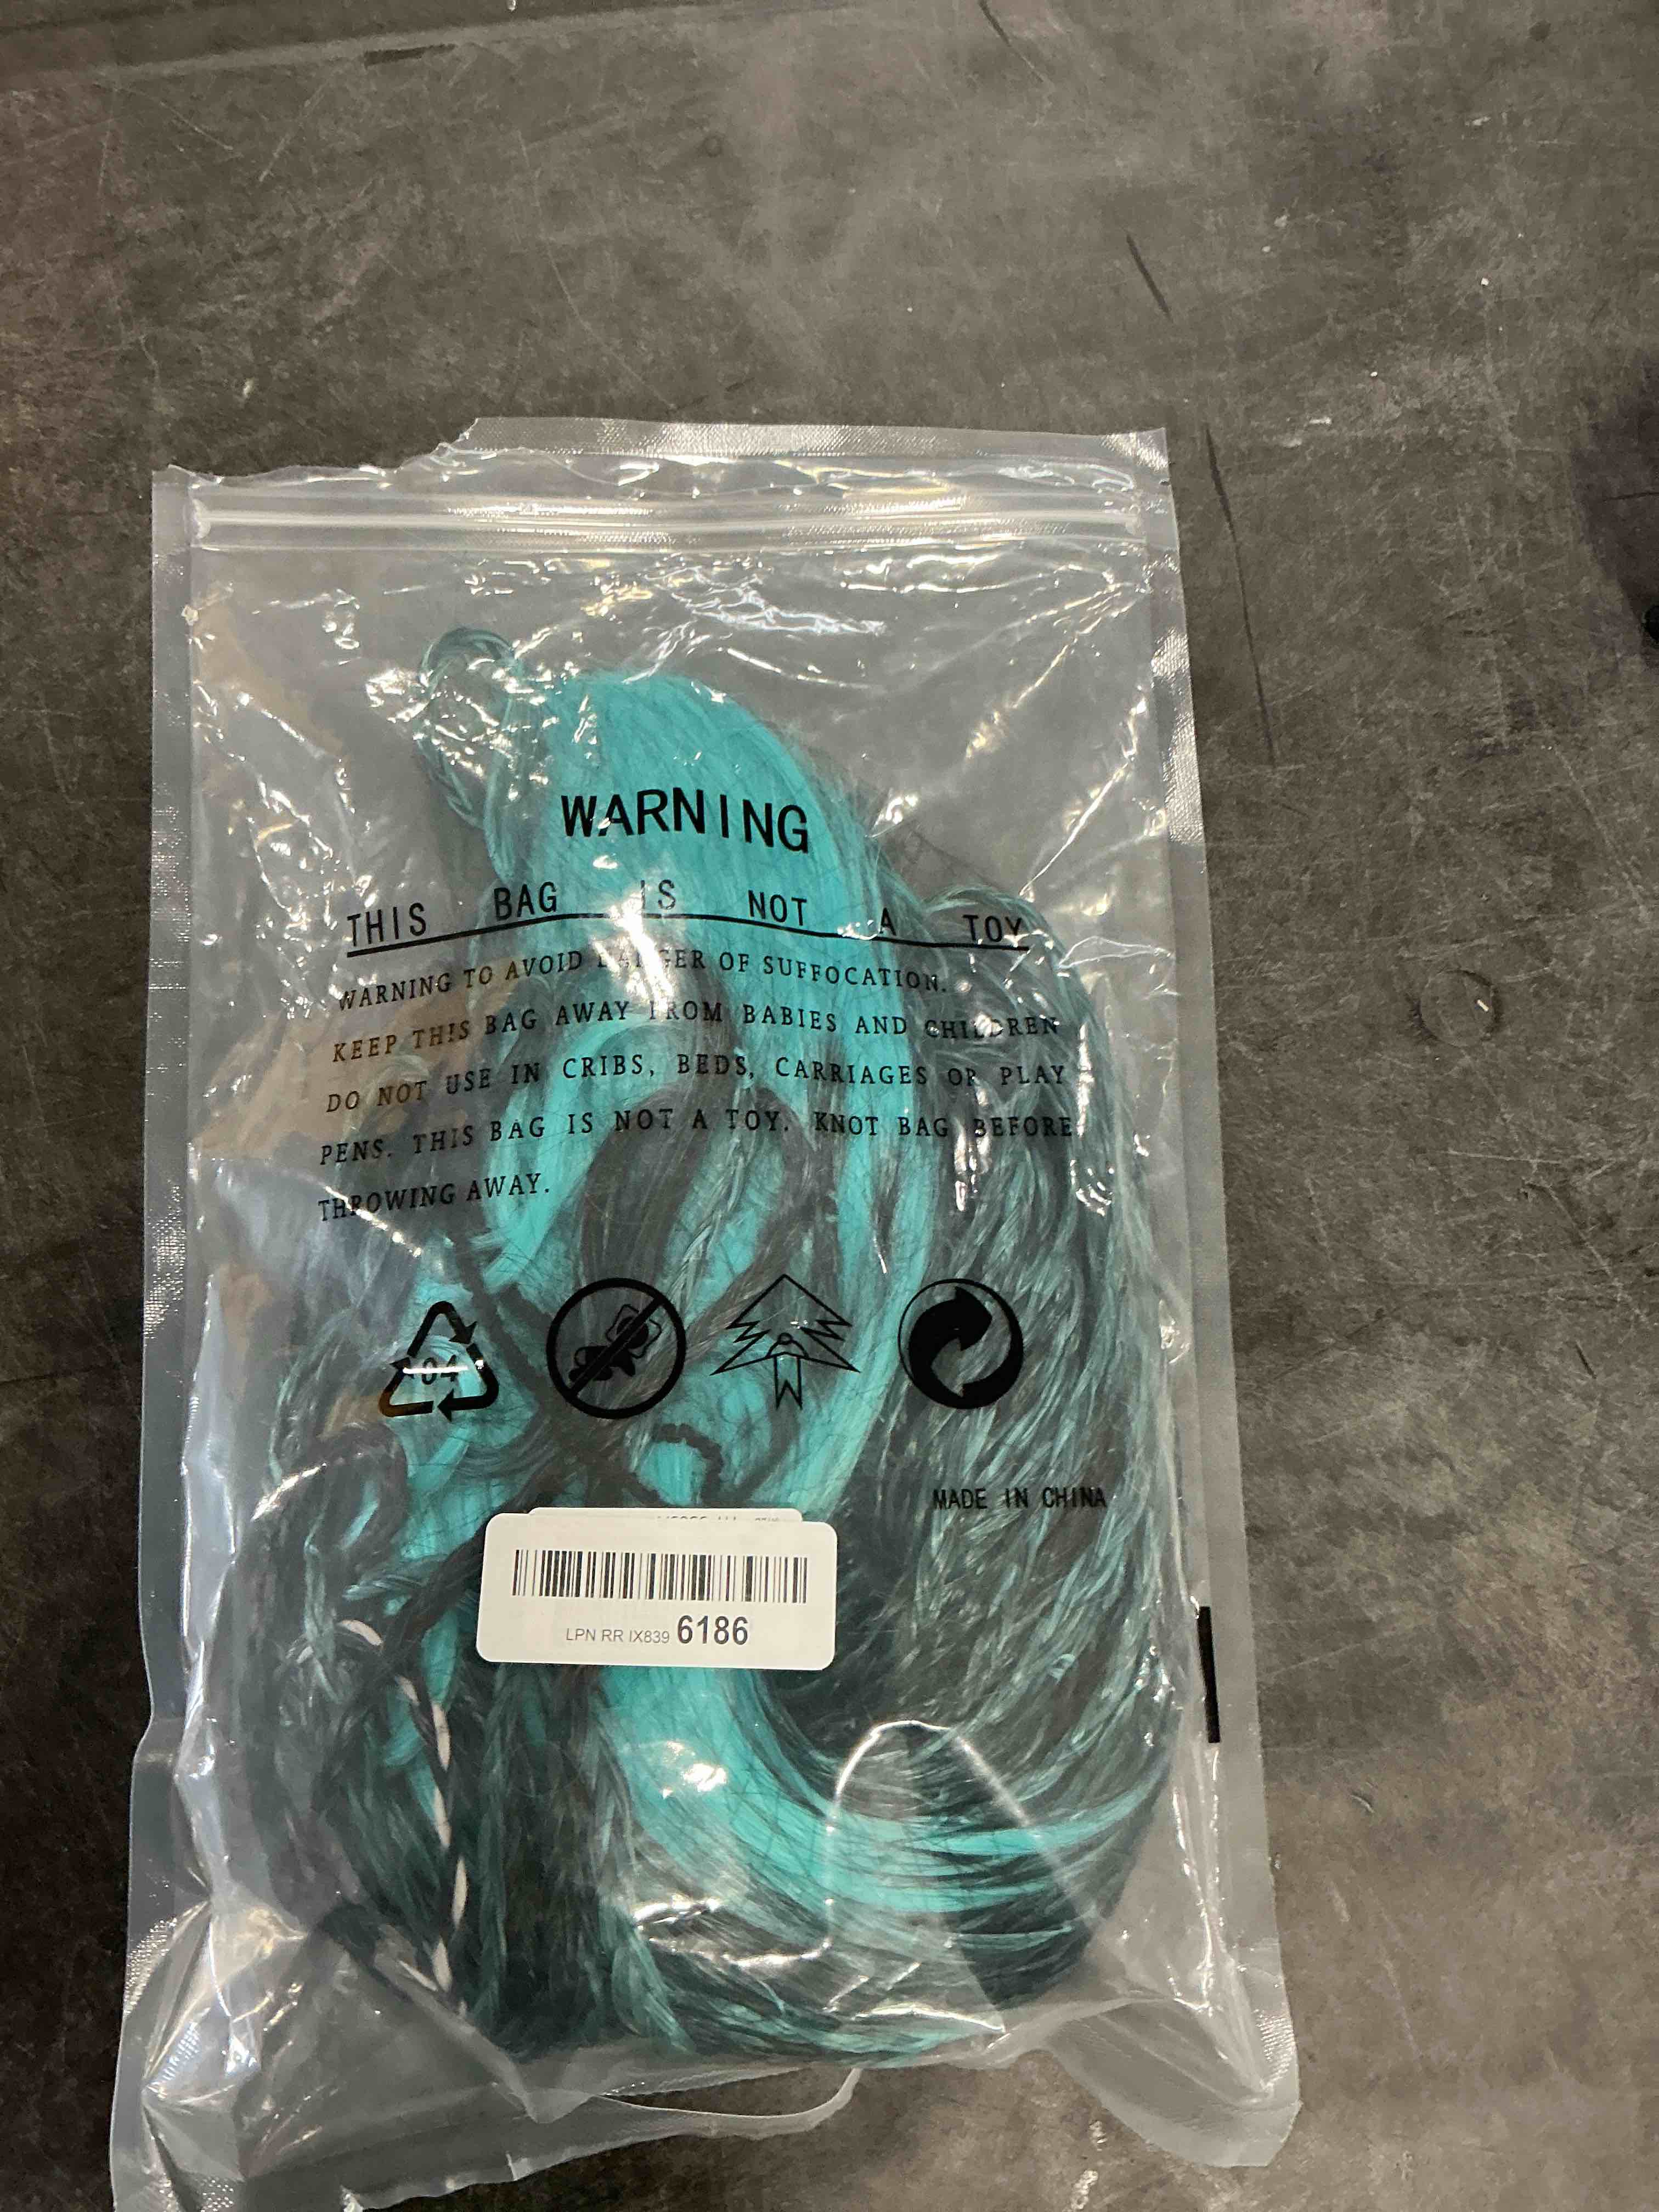 WARNING
THIS BAG IS NOT A TOY
WARNING TO AVOID DANGER OF SUFFOCATION.
KEEP THIS BAG AWAY FROM BABIES AND CHILDREN
DO NOT USE IN CRIBS, BEDS, CARRIAGES OR PLAY
PENS. THIS BAG IS NOT A TOY. KNOT BAG BEFORE
THROWING AWAY.
04
MADE IN CHINA
LPN RR IX839 6186